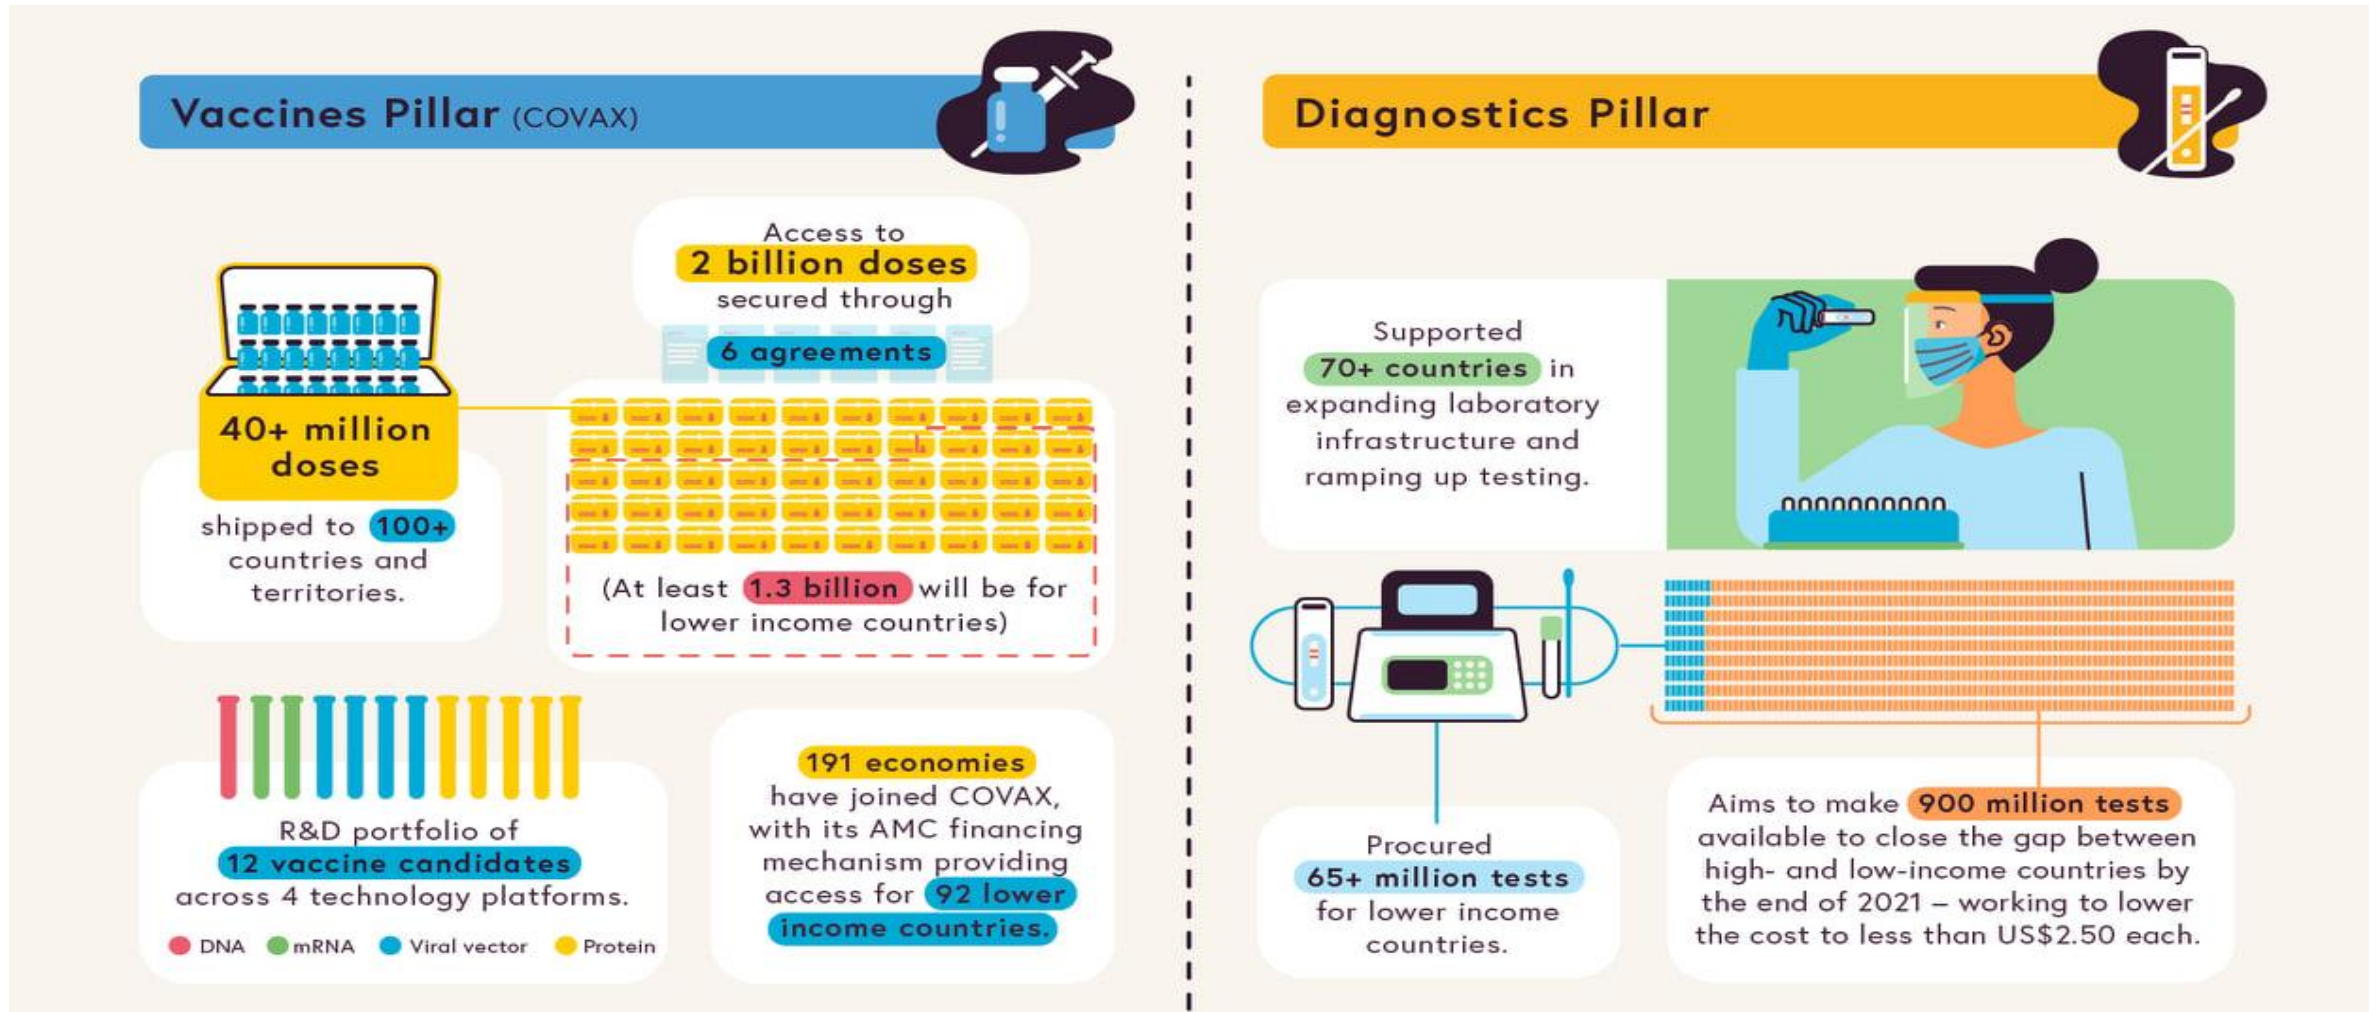 Vaccines Pillar (COVAX)
Access to
2 billion doses
secured through
6 agreements
40+ million
doses
shipped to 100+
countries and
territories.
(At least 1.3 billion will be for
lower income countries)
R&D portfolio of
12 vaccine candidates
across 4 technology platforms.
DNA mRNA Viral vector Protein
191 economies
have joined COVAX,
with its AMC financing
mechanism providing
access for 92 lower
income countries.
Diagnostics Pillar
Supported
70+ countries in
expanding laboratory
infrastructure and
ramping up testing.
Procured
65+ million tests
for lower income
countries.
Aims to make 900 million tests
available to close the gap between
high- and low-income countries by
the end of 2021 – working to lower
the cost to less than US$2.50 each.